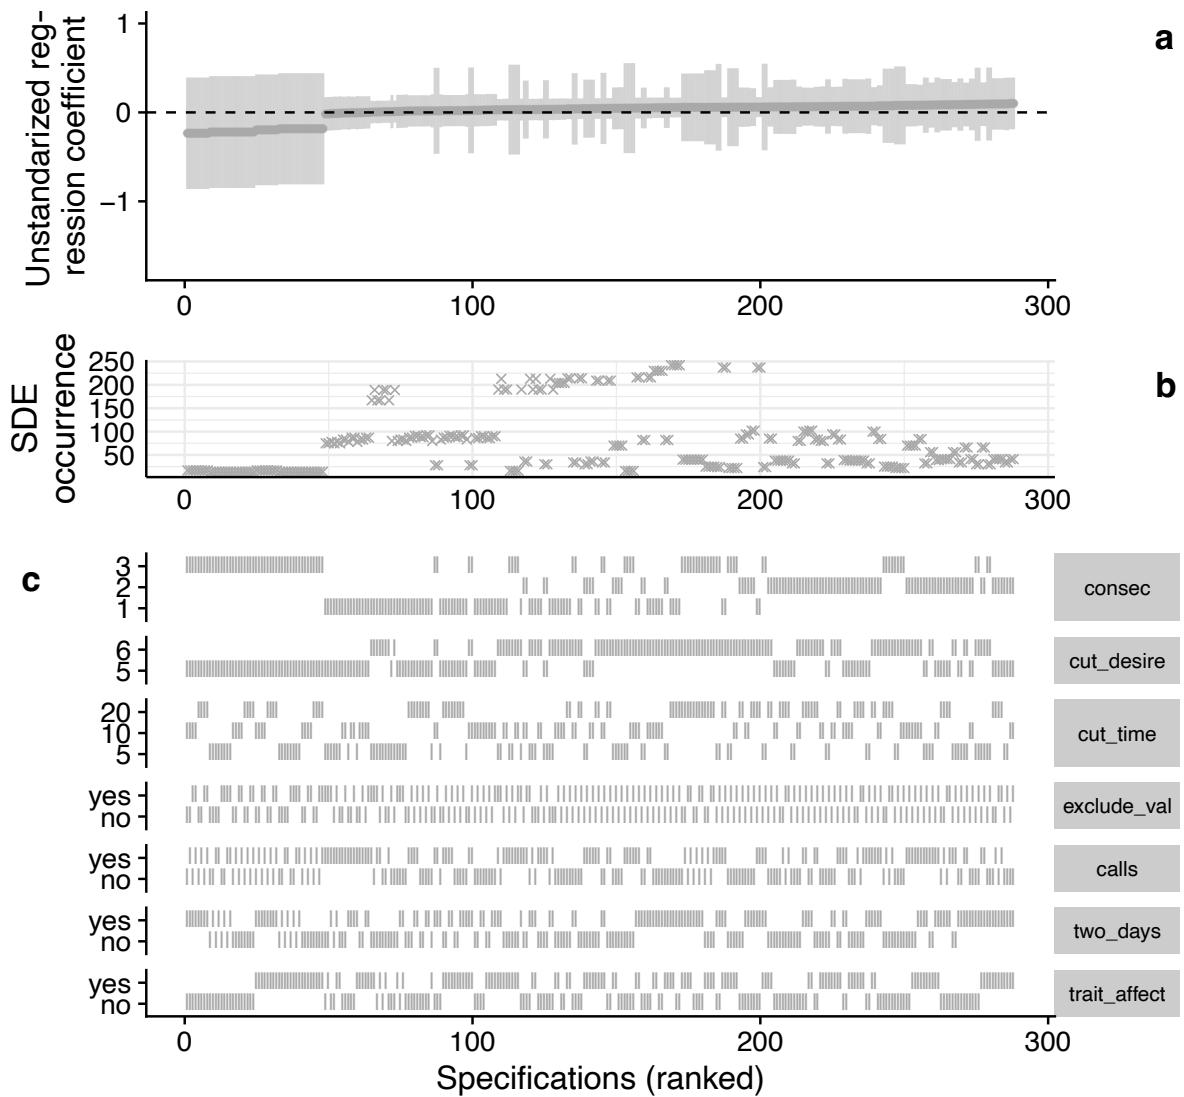 Unstandarized reg-
ression coefficient
1
0
−1
a
0
100
200
300
SDE
occurrence
250
200
150
100
50
b
0
100
200
300
c
3
2
1
consec
6
5
cut_desire
20
10
5
cut_time
yes
no
exclude_val
yes
no
calls
yes
no
two_days
yes
no
trait_affect
0
100
200
300
Specifications (ranked)